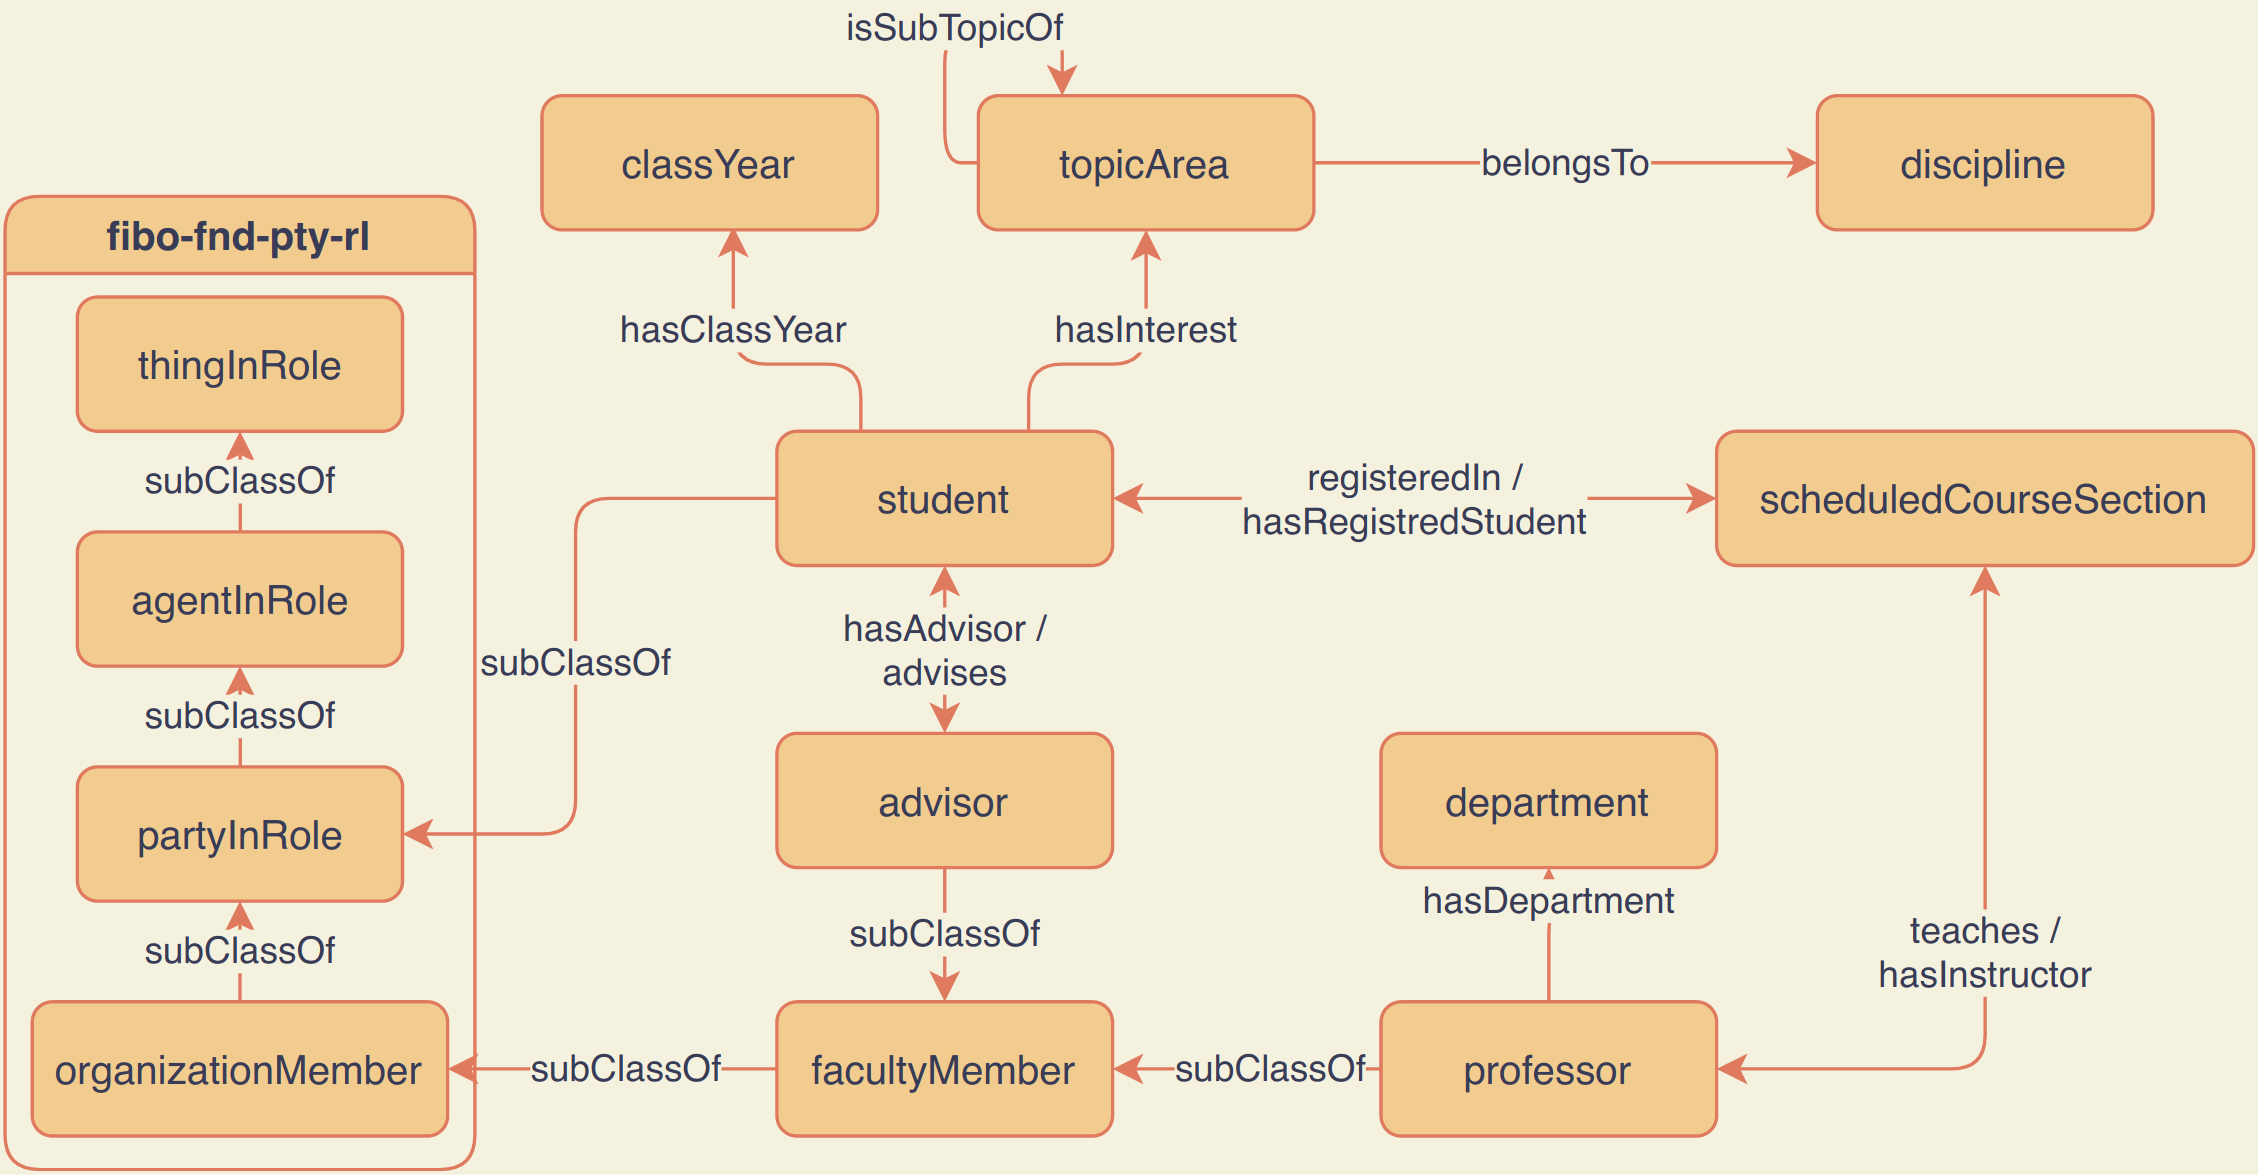 isSubTopicOf
classYear
topicArea
belongsTo
discipline
fibo-fnd-pty-rl
thingInRole
hasClassYear
hasInterest
subClassOf
student
registeredIn /
hasRegistredStudent
scheduledCourseSection
agentInRole
subClassOf
hasAdvisor /
advises
subClassOf
partyInRole
advisor
department
hasDepartment
subClassOf
subClassOf
teaches /
hasInstructor
organizationMember
subClassOf
facultyMember
subClassOf
professor